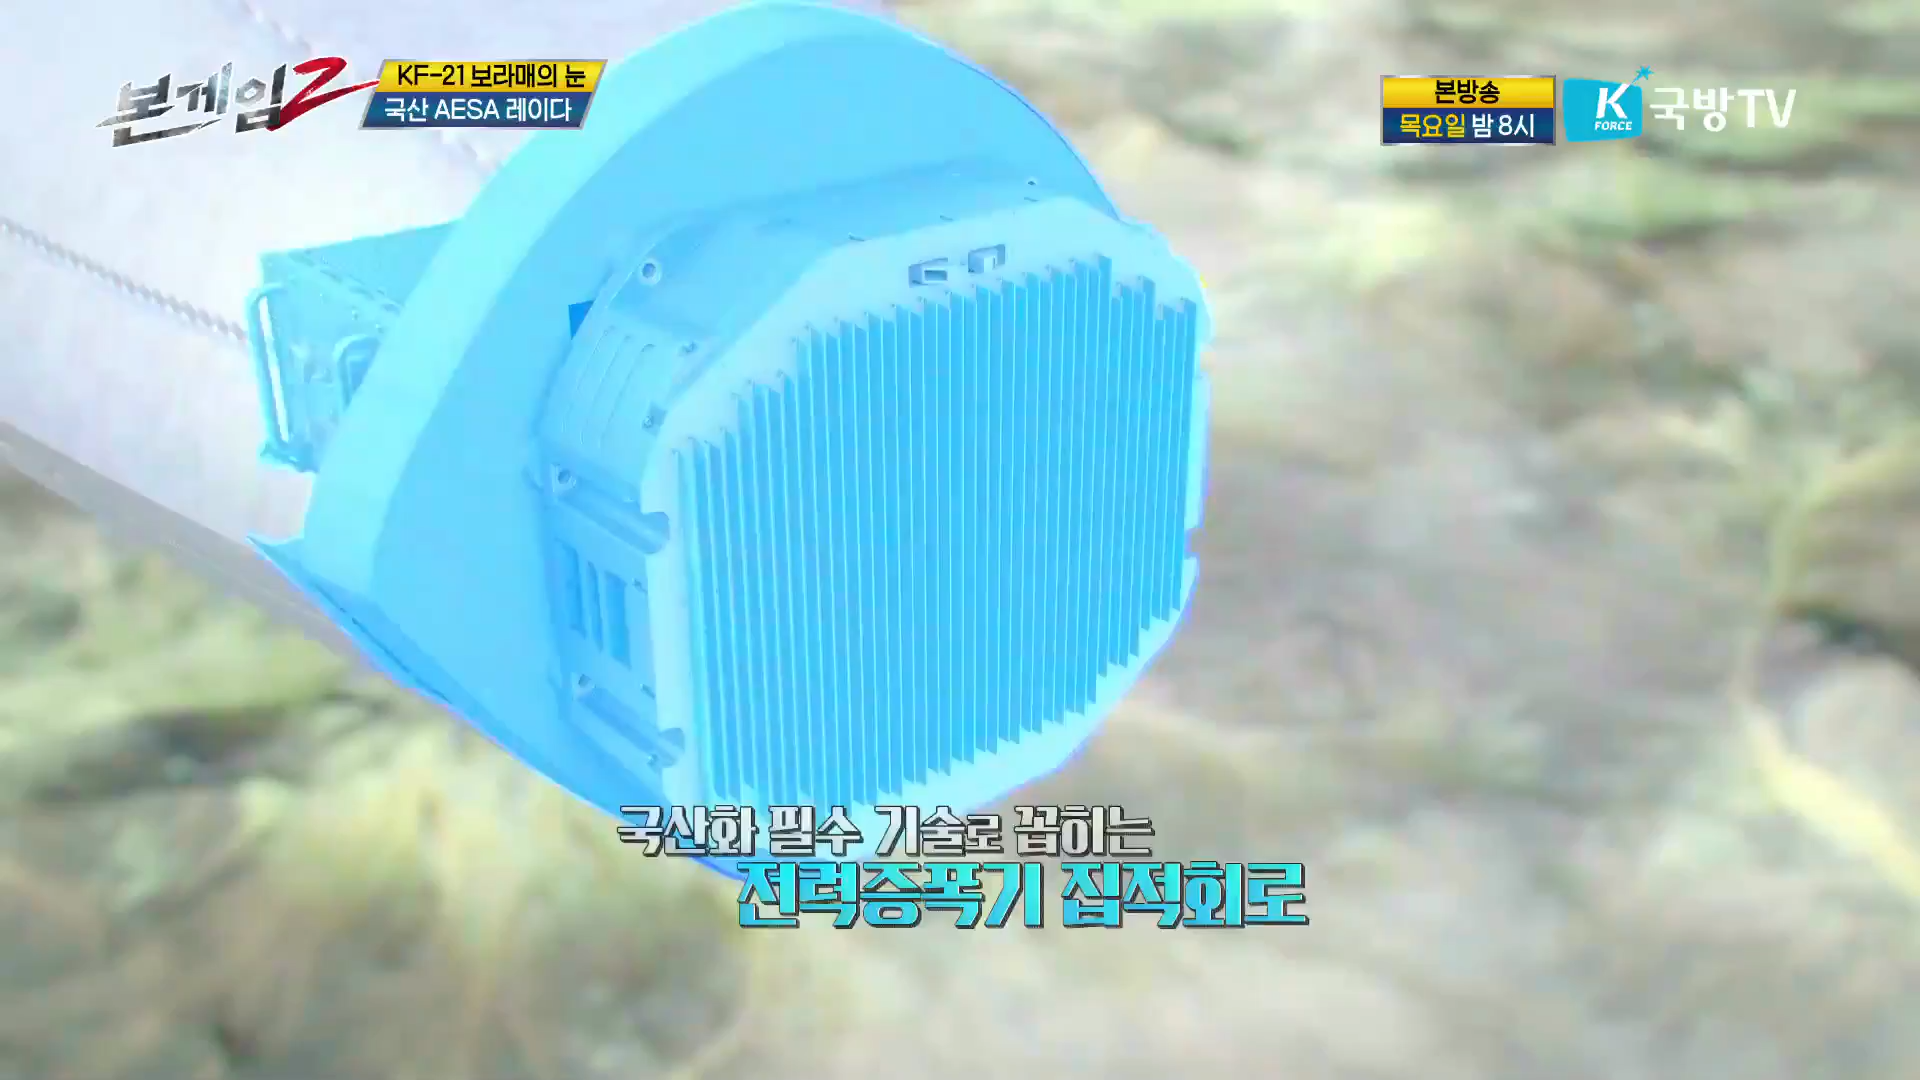 본게임2
KF-21 보라매의 눈
국산 AESA 레이다
본방송
목요일 밤 8시
K FORCE 국방TV
국산화 필수 기술로 꼽히는
전력증폭기 집적회로